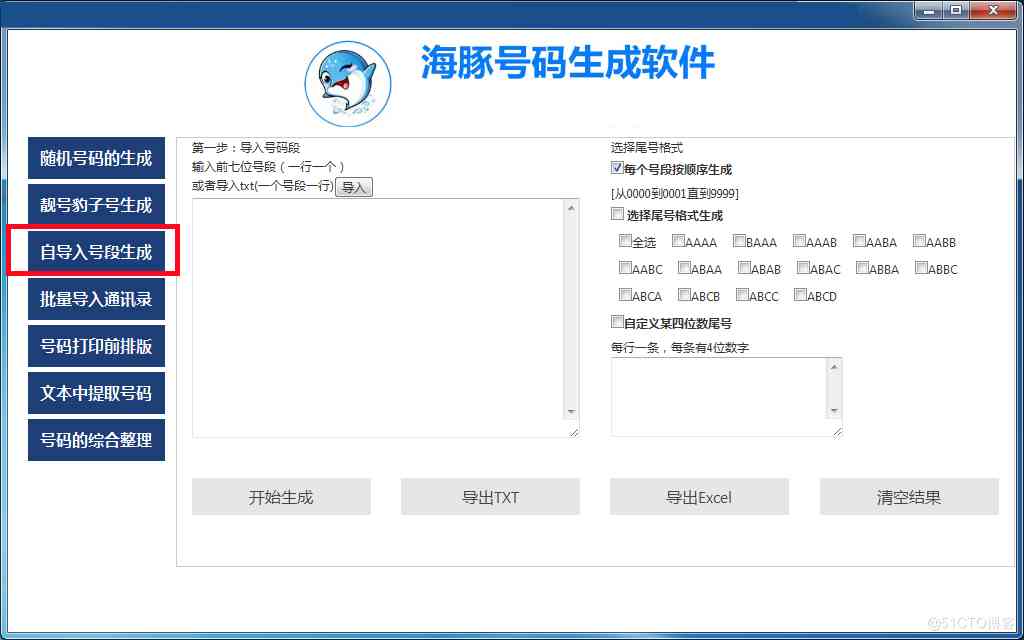 海豚号码生成软件
随机号码的生成
靓号豹子号生成
自导入号段生成
批量导入通讯录
号码打印前排版
文本中提取号码
号码的综合整理
第一步：导入号码段
输入前七位号段（一行一个）
或者导入txt(一个号段一行) 导入
选择尾号格式
每个号段按顺序生成
[从0000到0001直到9999]
选择尾号格式生成
全选 AAAA BAAA AAAB AABA AABB
AABC ABAA ABAB ABAC ABBA ABBC
ABCA ABCB ABCC ABCD
自定义某四位数尾号
每行一条，每条有4位数字
开始生成 导出TXT 导出Excel 清空结果
@51CTO博客